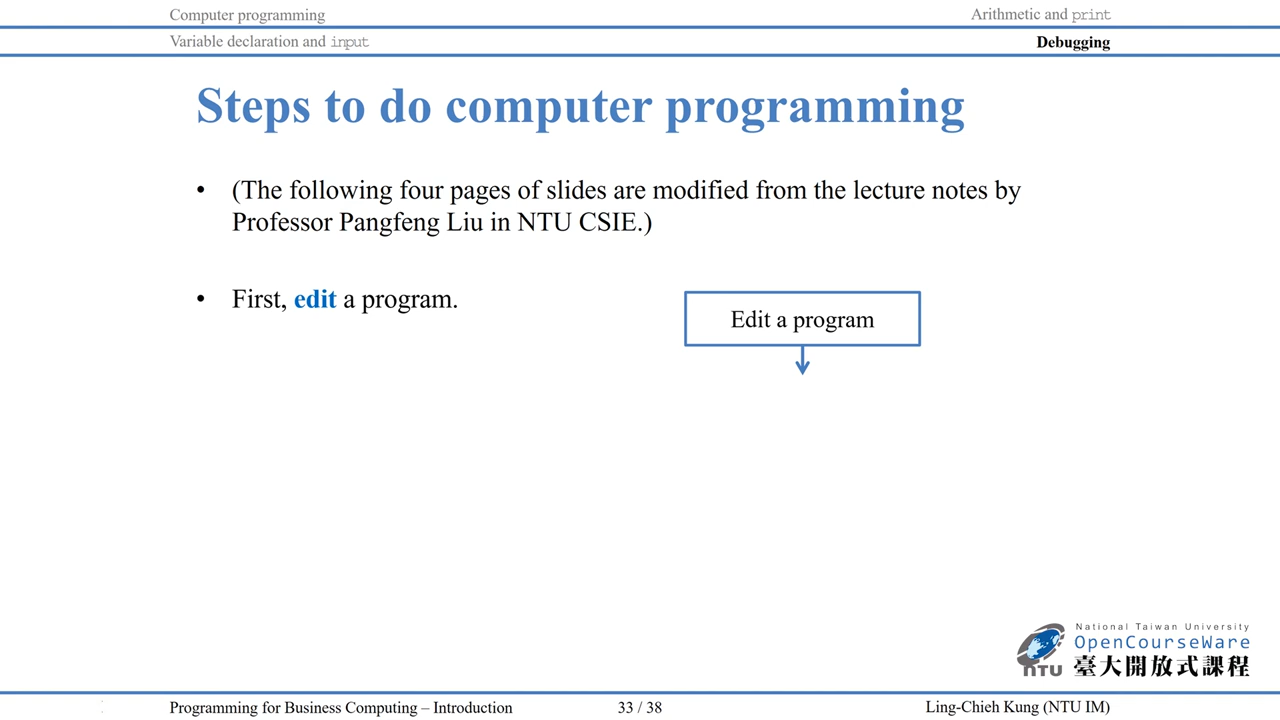 Computer programming
Arithmetic and print
Variable declaration and input
Debugging
Steps to do computer programming
• (The following four pages of slides are modified from the lecture notes by
Professor Pangfeng Liu in NTU CSIE.)
• First, edit a program.
Edit a program
National Taiwan University
OpenCourseWare
NTU
臺大開放式課程
Programming for Business Computing – Introduction
33 / 38
Ling-Chieh Kung (NTU IM)